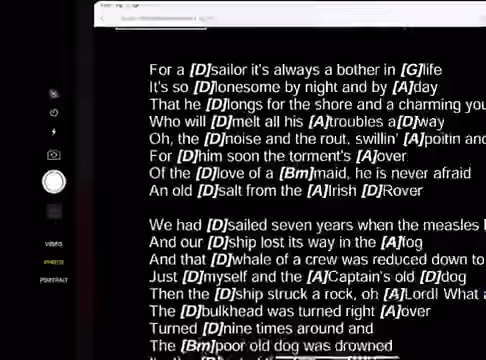 For a [D]sailor it's always a bother in [G]life
It's so [D]lonesome by night and by [A]day
That he [D]longs for the shore and a charming you
Who will [D]melt all his [A]troubles a[D]way
Oh, the [D]noise and the rout, swillin' [A]poitin and
For [D]him soon the torment's [A]over
Of the [D]love of a [Bm]maid, he is never afraid
An old [D]salt from the [A]Irish [D]Rover
We had [D]sailed seven years when the measles
And our [D]ship lost its way in the [A]fog
And that [D]whale of a crew was reduced down to
Just [D]myself and the [A]Captain's old [D]dog
Then the [D]ship struck a rock, oh [A]Lord! What a
The [D]bulkhead was turned right [A]over
Turned [D]nine times around and
The [Bm]poor old dog was drowned
VIDEO
PHOTO
PORTRAIT